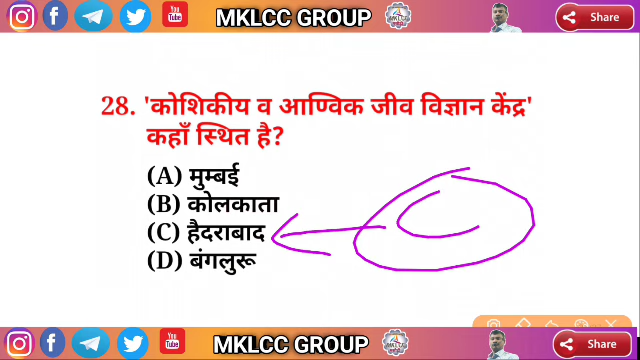 MKLCC GROUP
Share
28. 'कोशिकीय व आण्विक जीव विज्ञान केंद्र'
कहाँ स्थित है?
(A) मुम्बई
(B) कोलकाता
(C) हैदराबाद
(D) बंगलुरू
MKLCC GROUP
Share